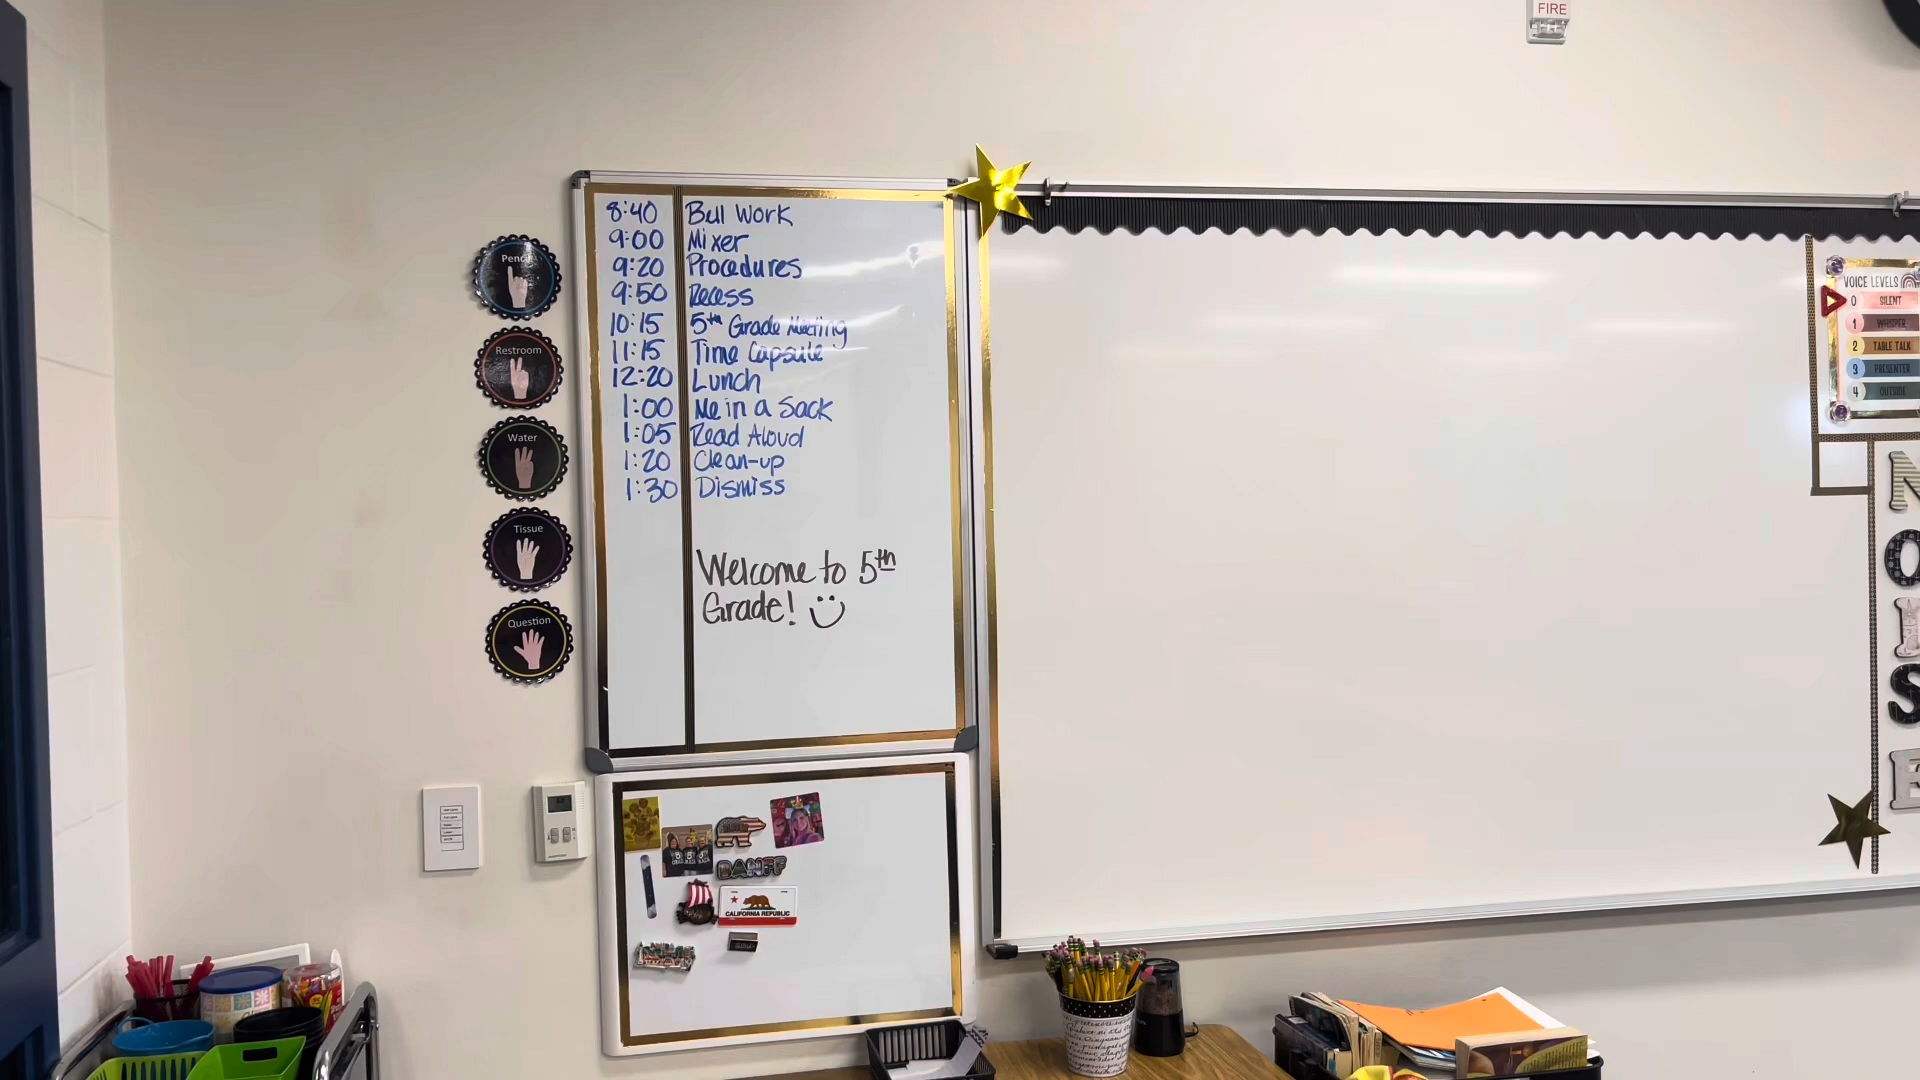 FIRE
8:40 Bell Work
9:00 Mixer
9:20 Procedures
9:50 Recess
10:15 5th Grade Meeting
11:15 Time Capsule
12:20 Lunch
1:00 Me in a Sack
1:05 Read Aloud
1:20 Clean-up
1:30 Dismiss
Welcome to 5th
Grade!
Pencil
Restroom
Water
Tissue
Question
VOICE LEVELS
0 SILENT
1 WHISPER
2 TABLE TALK
3 PRESENTER
4 OUTSIDE
N
O
I
S
E
BANFF
CALIFORNIA REPUBLIC